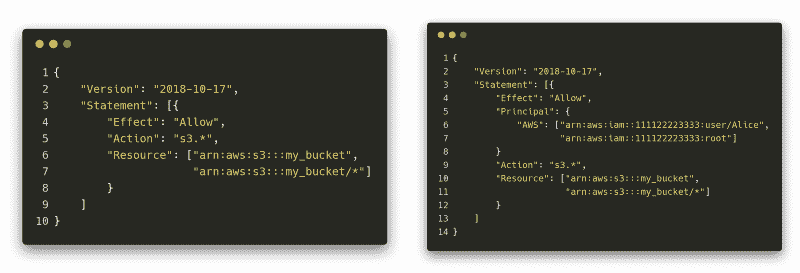 1 {
2     "Version": "2018-10-17",
3     "Statement": [{
4         "Effect": "Allow",
5         "Action": "s3.*",
6         "Resource": ["arn:aws:s3:::my_bucket",
7                      "arn:aws:s3:::my_bucket/*"]
8         }
9     ]
10 }
1 {
2     "Version": "2018-10-17",
3     "Statement": [{
4         "Effect": "Allow",
5         "Principal": {
6             "AWS": ["arn:aws:iam::111122223333:user/Alice",
7                     "arn:aws:iam::111122223333:root"]
8         }
9         "Action": "s3.*",
10         "Resource": ["arn:aws:s3:::my_bucket",
11                      "arn:aws:s3:::my_bucket/*"]
12         }
13     ]
14 }